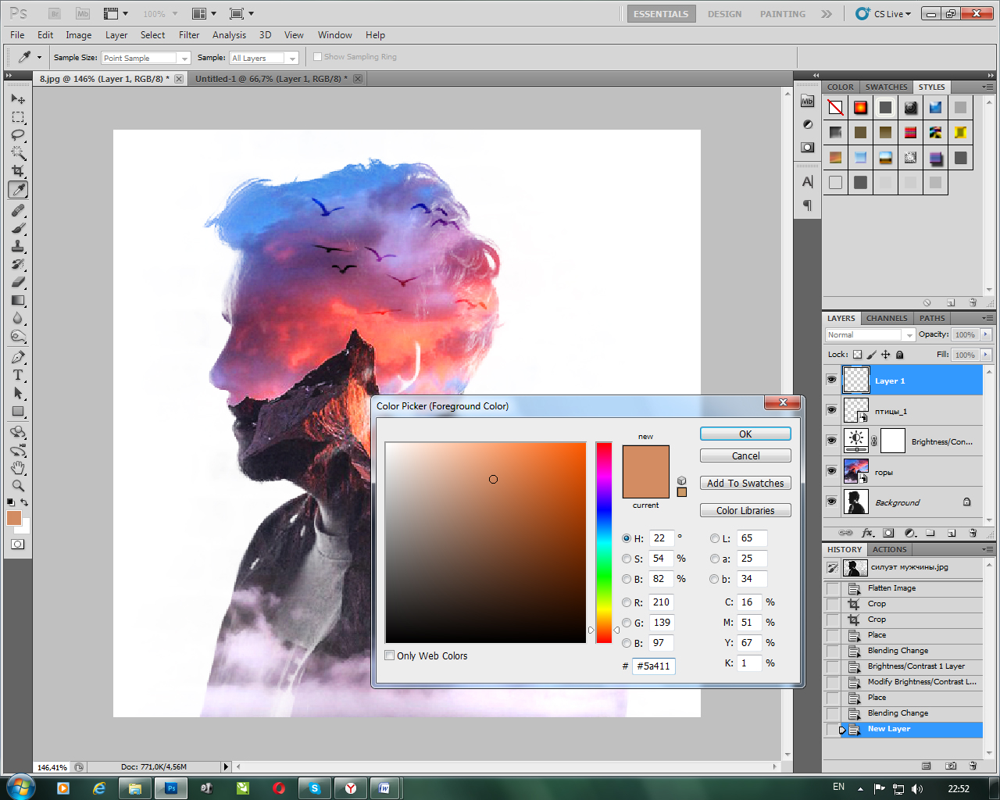 Ps Br Mb 100% ESSENTIALS DESIGN PAINTING CS Live
File Edit Image Layer Select Filter Analysis 3D View Window Help
Sample Size: Point Sample Sample: All Layers Show Sampling Ring
8.jpg @ 146% (Layer 1, RGB/8) * Untitled-1 @ 66,7% (Layer 1, RGB/8) *
COLOR SWATCHES STYLES
Mb
LAYERS CHANNELS PATHS
Normal Opacity: 100%
Lock: Fill: 100%
Layer 1
птицы_1
Brightness/Con...
горы
Background
HISTORY ACTIONS
силуэт мужчины.jpg
Flatten Image
Crop
Crop
Place
Blending Change
Brightness/Contrast 1 Layer
Modify Brightness/Contrast L...
Place
Blending Change
New Layer
Color Picker (Foreground Color)
new
current
OK
Cancel
Add To Swatches
Color Libraries
H: 22 ° L: 65
S: 54 % a: 25
B: 82 % b: 34
R: 210 C: 16 %
G: 139 M: 51 %
B: 97 Y: 67 %
# #5a411 K: 1 %
Only Web Colors
146,41% Doc: 771,0K/4,56M
Ps EN 22:52